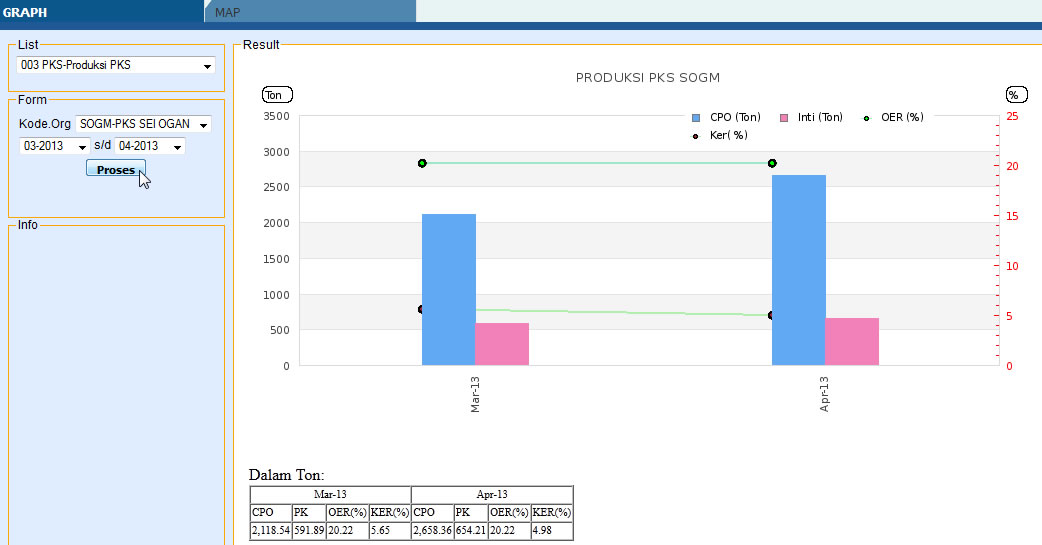 GRAPH MAP
List
003 PKS-Produksi PKS
Form
Kode.Org SOGM-PKS SEI OGAN
03-2013 s/d 04-2013
Proses
Info
Result
PRODUKSI PKS SOGM
Ton %
CPO (Ton) Inti (Ton) OER (%)
Ker( %)
3500
3000
2500
2000
1500
1000
500
0
25
20
15
10
5
0
Mar-13 Apr-13
Dalam Ton:
Mar-13 Apr-13
CPO PK OER(%) KER(%) CPO PK OER(%) KER(%)
2,118.54 591.89 20.22 5.65 2,658.36 654.21 20.22 4.98